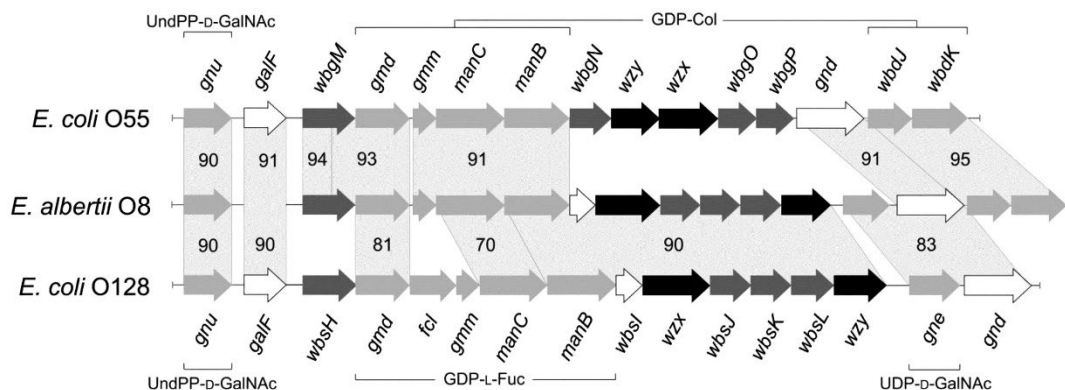 UndPP-D-GalNAc GDP-Col
gnu galF wbgM gmd gmm manC manB wbgN wzy wzx wbgO wbgP gnd wbdJ wbdK
E. coli O55
90 91 94 93 91 91 95
E. albertii O8
90 90 81 70 90 83
E. coli O128
gnu galF wbsH gmd fcl gmm manC manB wbsI wzx wbsJ wbsK wbsL wzy gne gnd
UndPP-D-GalNAc GDP-L-Fuc UDP-D-GalNAc